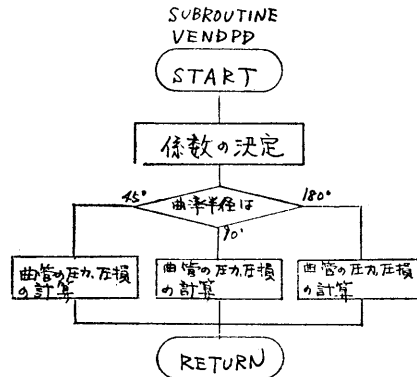 SUBROUTINE
VENDPD
START
係数の決定
曲率半径は
45°
90°
180°
曲管の圧力、圧損
の計算
曲管の圧力、圧損
の計算
曲管の圧力、圧損
の計算
RETURN